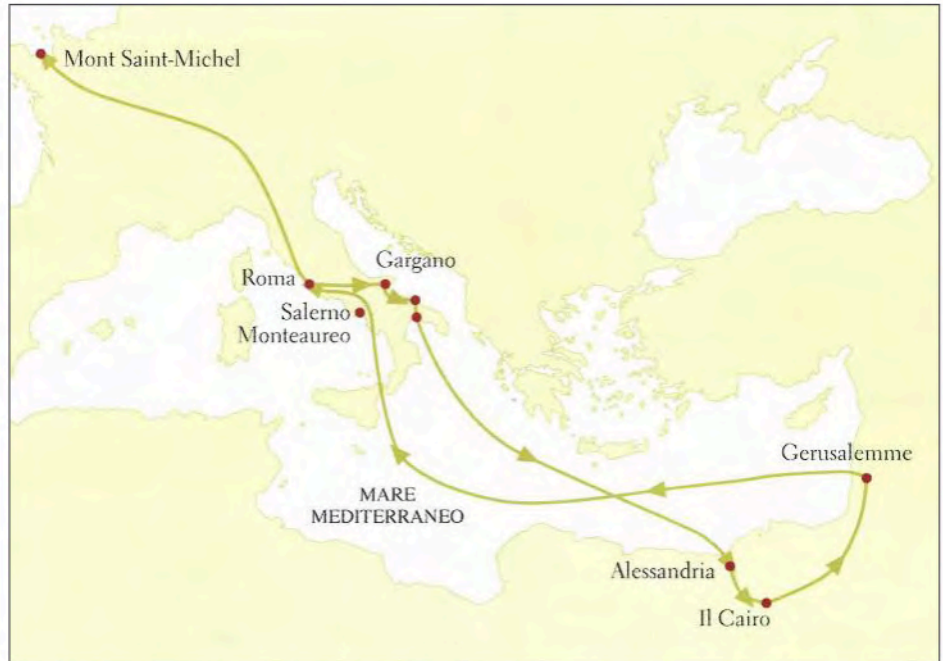 Mont Saint-Michel
Gargano
Roma
Salerno
Monteaureo
Gerusalemme
MARE
MEDITERRANEO
Alessandria
Il Cairo